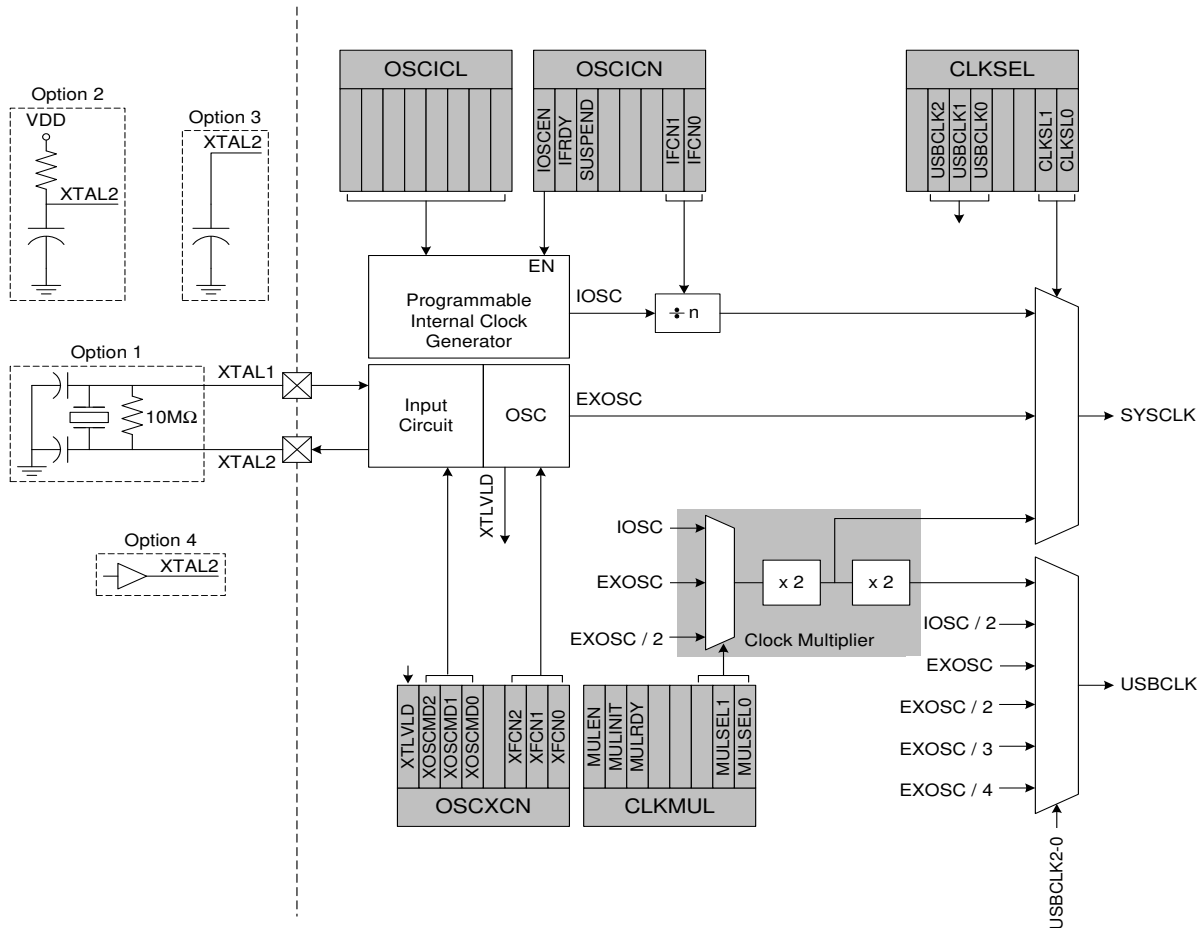 OSCICL
OSCICN
CLKSEL
IOSCEN
IFRDY
SUSPEND
IFCN1
IFCN0
USBCLK2
USBCLK1
USBCLK0
CLKSL1
CLKSL0
Option 2
VDD
XTAL2
Option 3
XTAL2
EN
Programmable
Internal Clock
Generator
IOSC
÷ n
Option 1
10MΩ
XTAL1
XTAL2
Input
Circuit
OSC
EXOSC
SYSCLK
XTLVLD
Option 4
XTAL2
IOSC
EXOSC
EXOSC / 2
x 2
x 2
Clock Multiplier
IOSC / 2
EXOSC
EXOSC / 2
EXOSC / 3
EXOSC / 4
USBCLK
USBCLK2-0
XTLVLD
XOSCMD2
XOSCMD1
XOSCMD0
XFCN2
XFCN1
XFCN0
OSCXCN
MULEN
MULINIT
MULRDY
MULSEL1
MULSEL0
CLKMUL